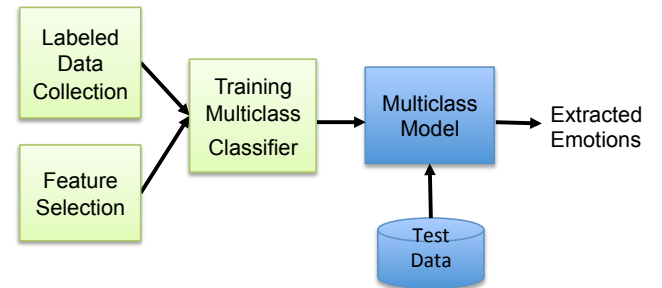 Labeled
Data
Collection
Feature
Selection
Training
Multiclass
Classifier
Multiclass
Model
Test
Data
Extracted
Emotions